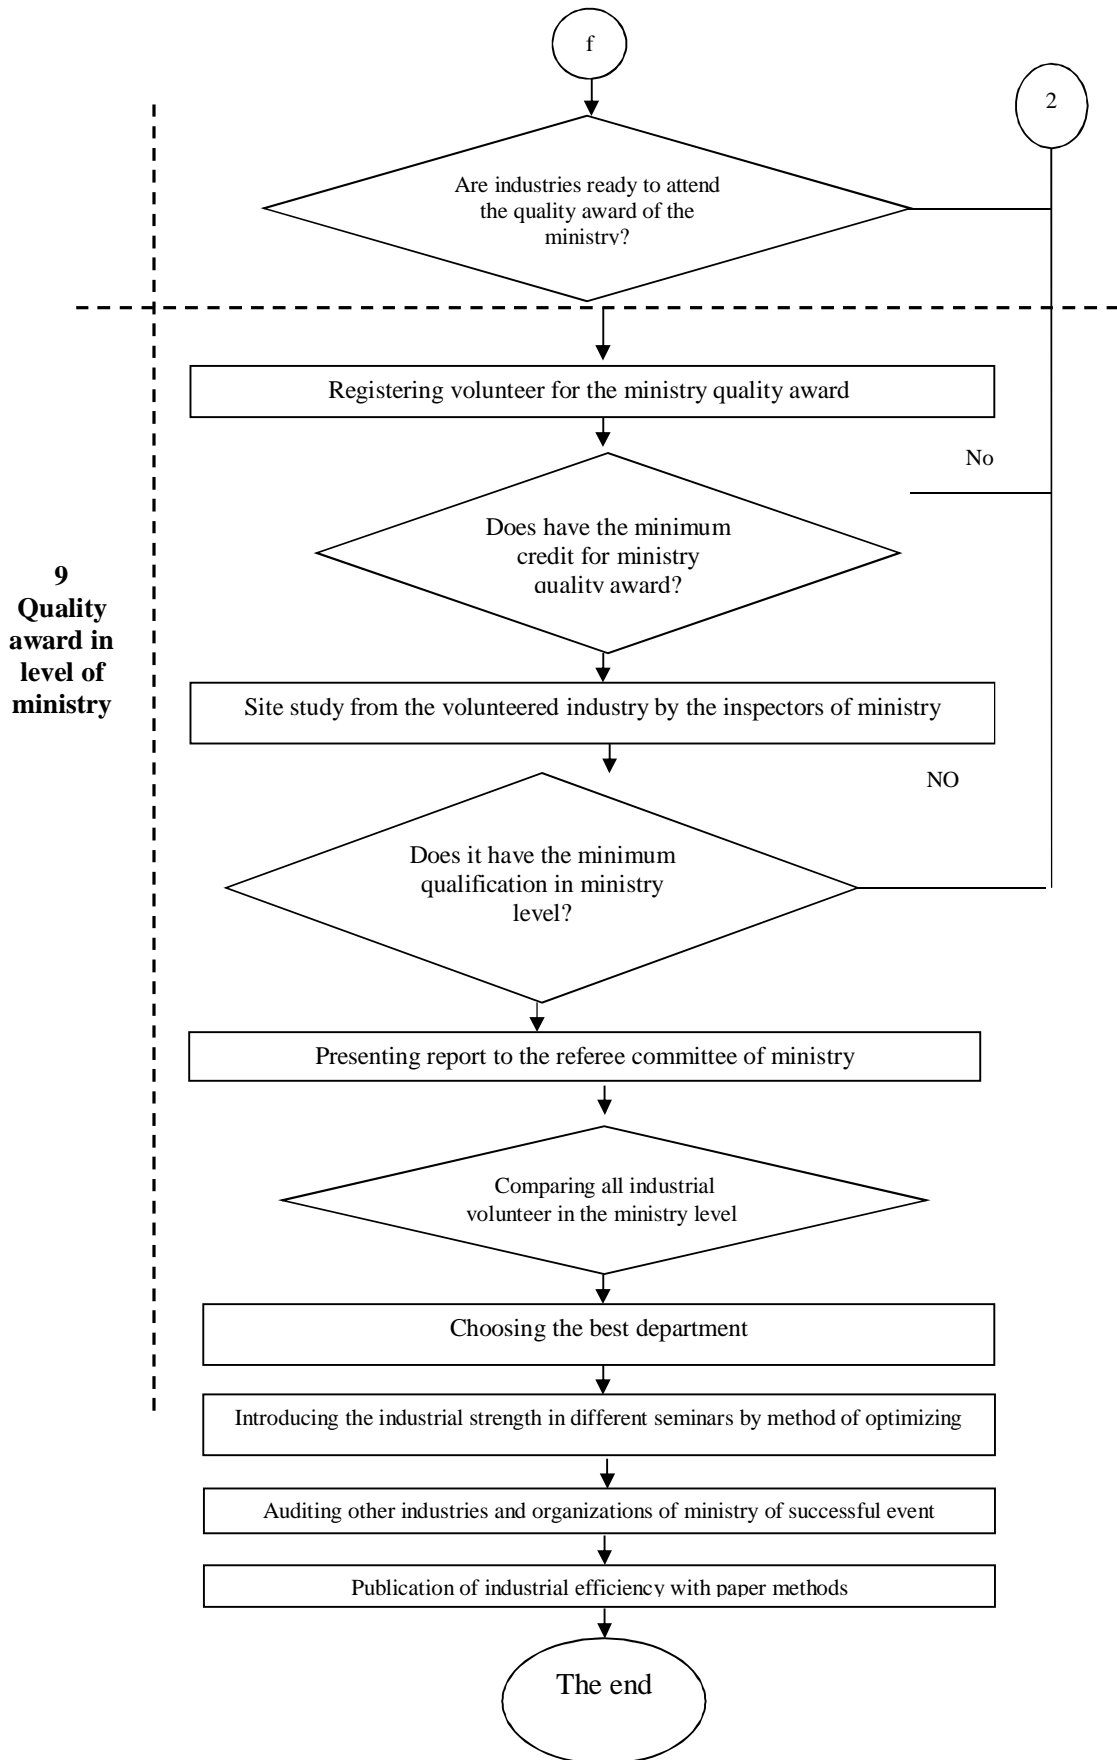 f
2
Are industries ready to attend
the quality award of the
ministry?
Registering volunteer for the ministry quality award
No
Does have the minimum
credit for ministry
quality award?
9
Quality
award in
level of
ministry
Site study from the volunteered industry by the inspectors of ministry
NO
Does it have the minimum
qualification in ministry
level?
Presenting report to the referee committee of ministry
Comparing all industrial
volunteer in the ministry level
Choosing the best department
Introducing the industrial strength in different seminars by method of optimizing
Auditing other industries and organizations of ministry of successful event
Publication of industrial efficiency with paper methods
The end